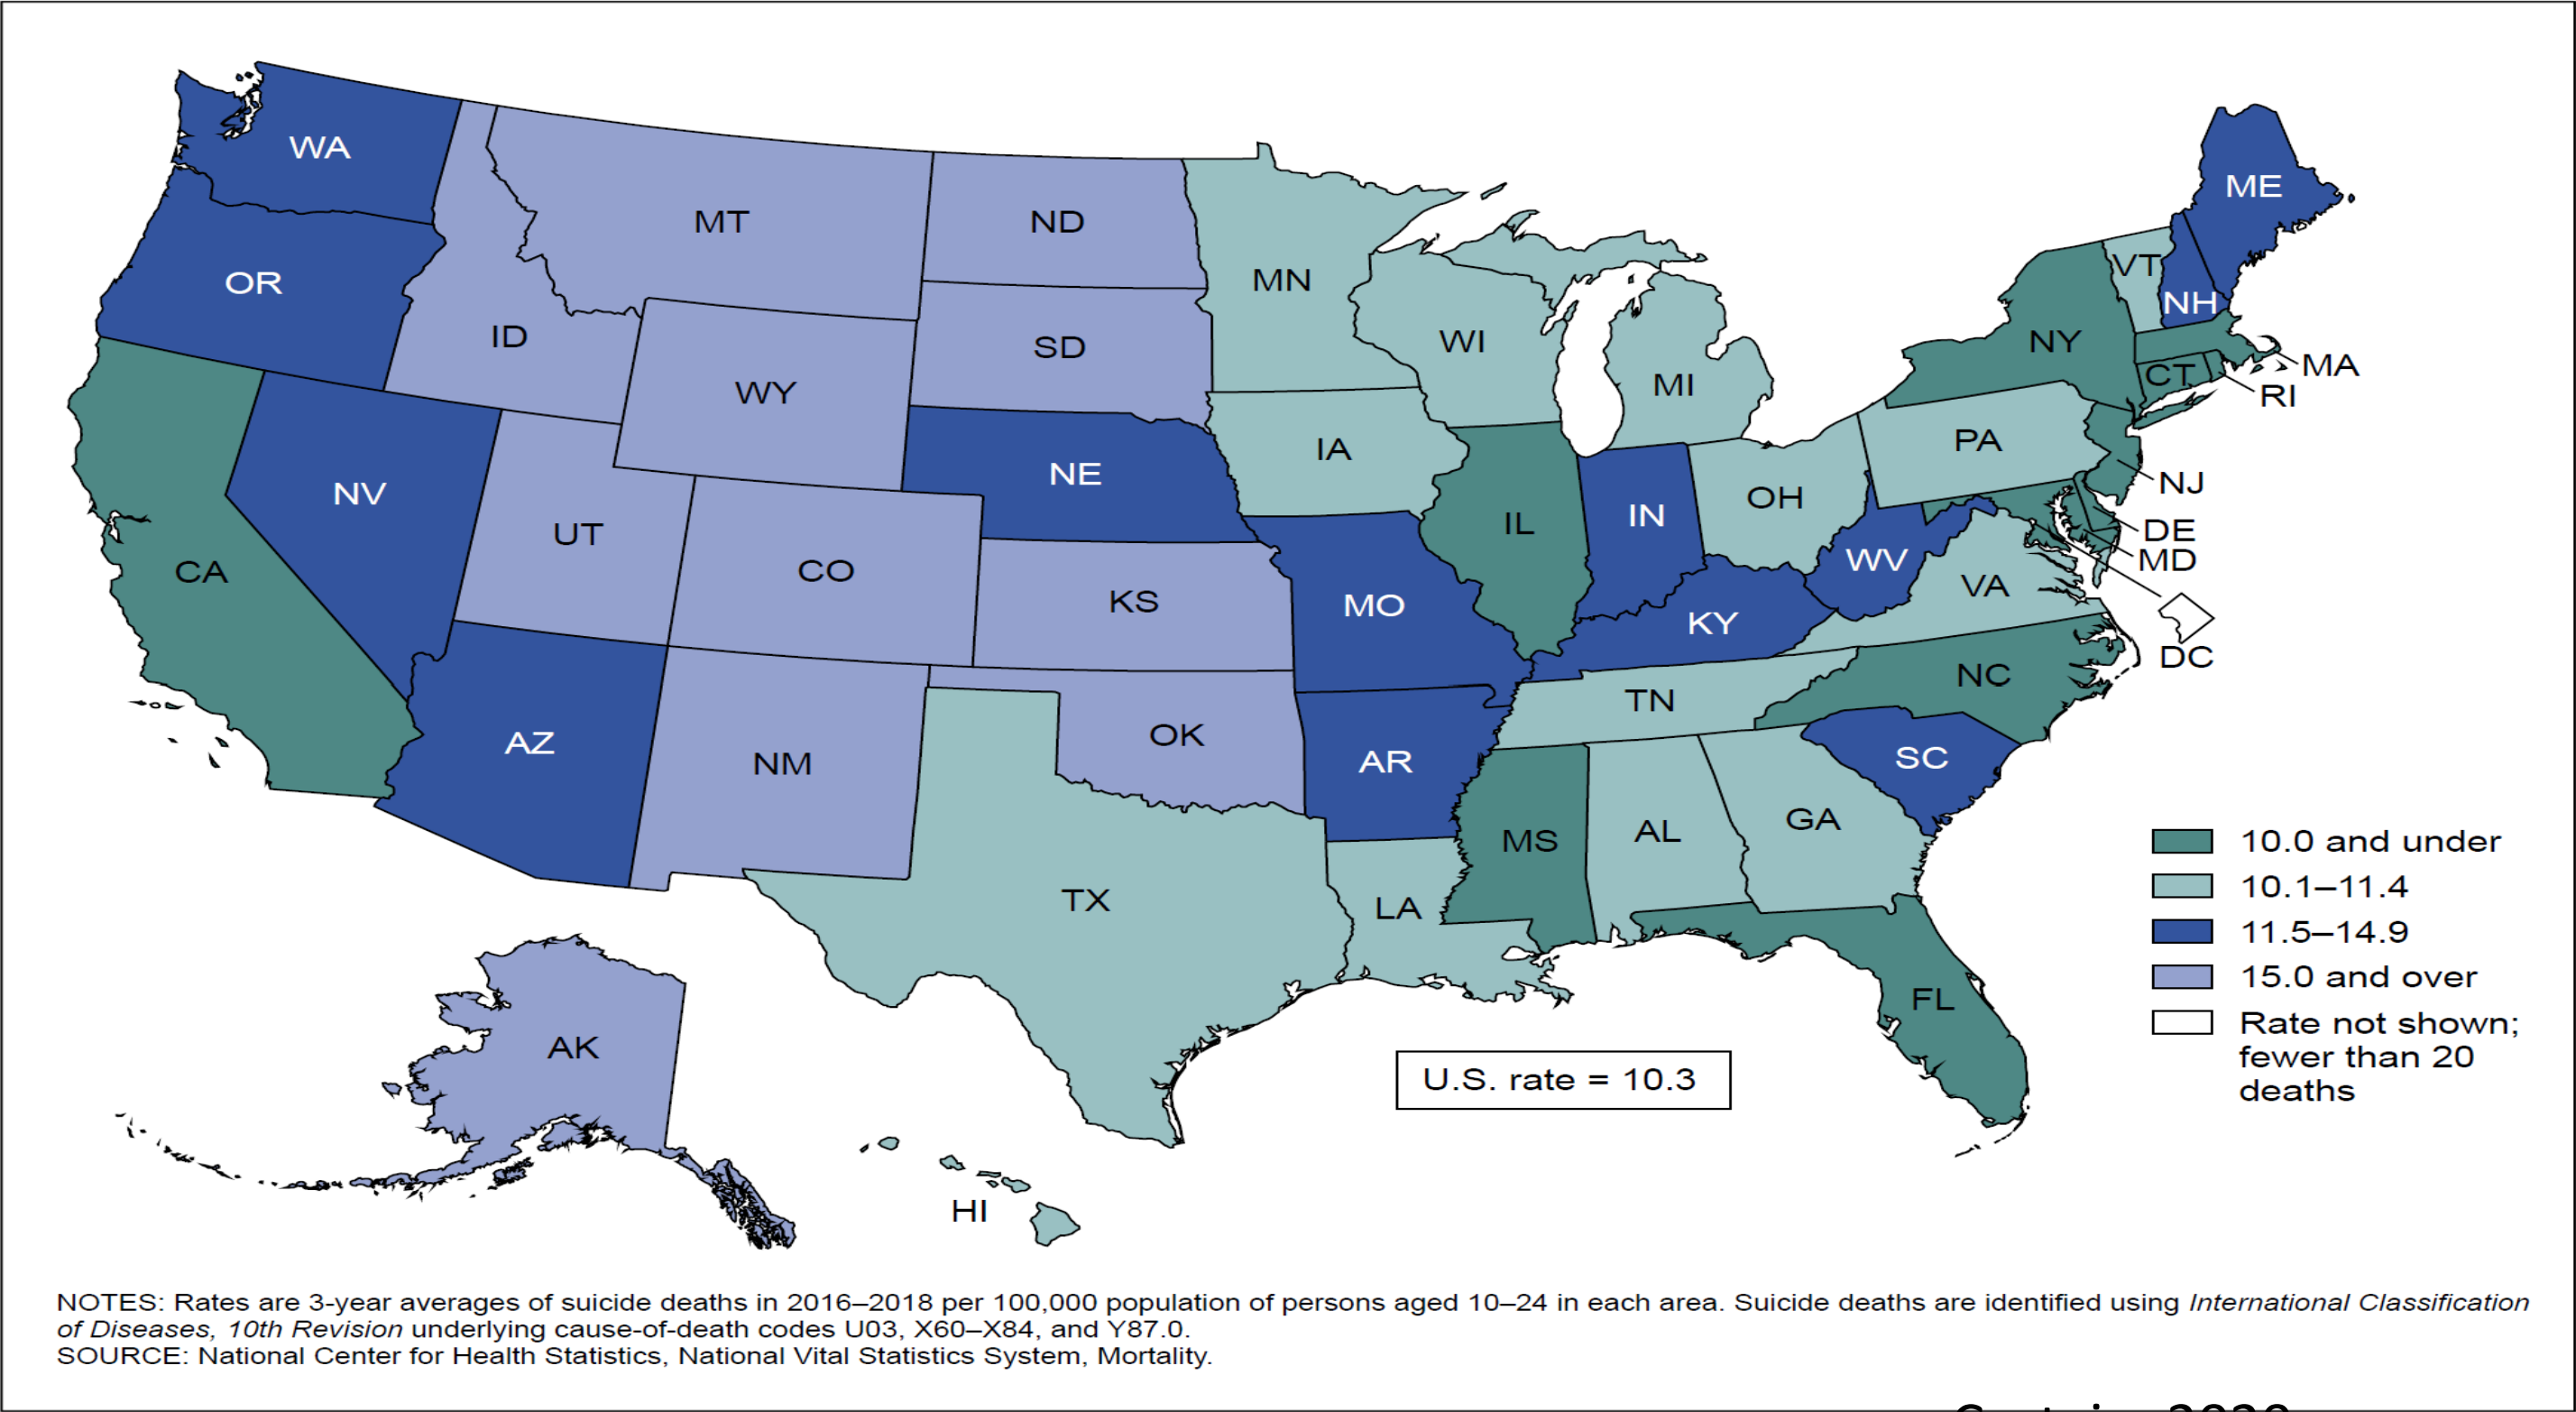 WA
ME
MT
ND
OR
VT
MN
NH
ID
SD
WI
NY
MA
WY
MI
CT
RI
PA
IA
NE
NV
NJ
OH
IN
IL
UT
DE
MD
CO
WV
CA
VA
KS
MO
KY
DC
NC
TN
OK
AZ
SC
NM
AR
GA
AL
MS
TX
LA
FL
AK
HI
10.0 and under
10.1–11.4
11.5–14.9
15.0 and over
Rate not shown;
fewer than 20
deaths
U.S. rate = 10.3
NOTES: Rates are 3-year averages of suicide deaths in 2016–2018 per 100,000 population of persons aged 10–24 in each area. Suicide deaths are identified using International Classification
of Diseases, 10th Revision underlying cause-of-death codes U03, X60–X84, and Y87.0.
SOURCE: National Center for Health Statistics, National Vital Statistics System, Mortality.